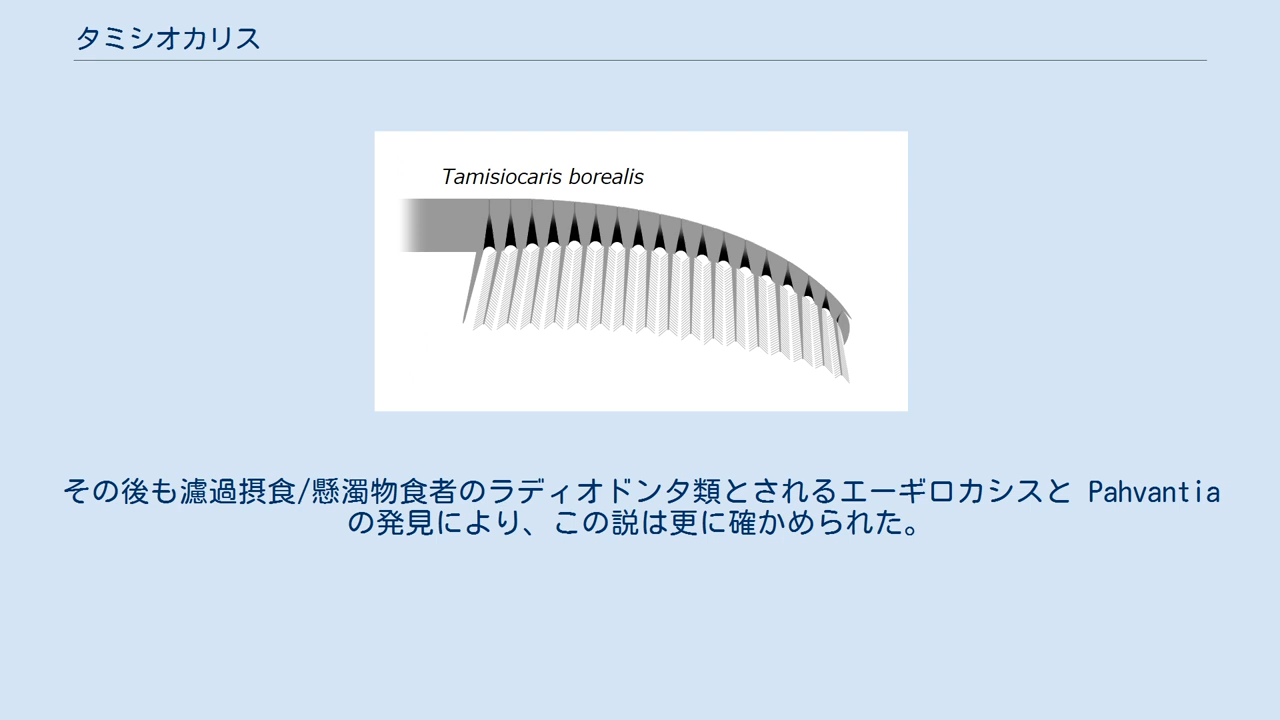 タミシオカリス
Tamisiocaris borealis
その後も濾過摂食/懸濁物食者のラディオドンタ類とされるエーギロカシスと Pahvantia
の発見により、この説は更に確かめられた。